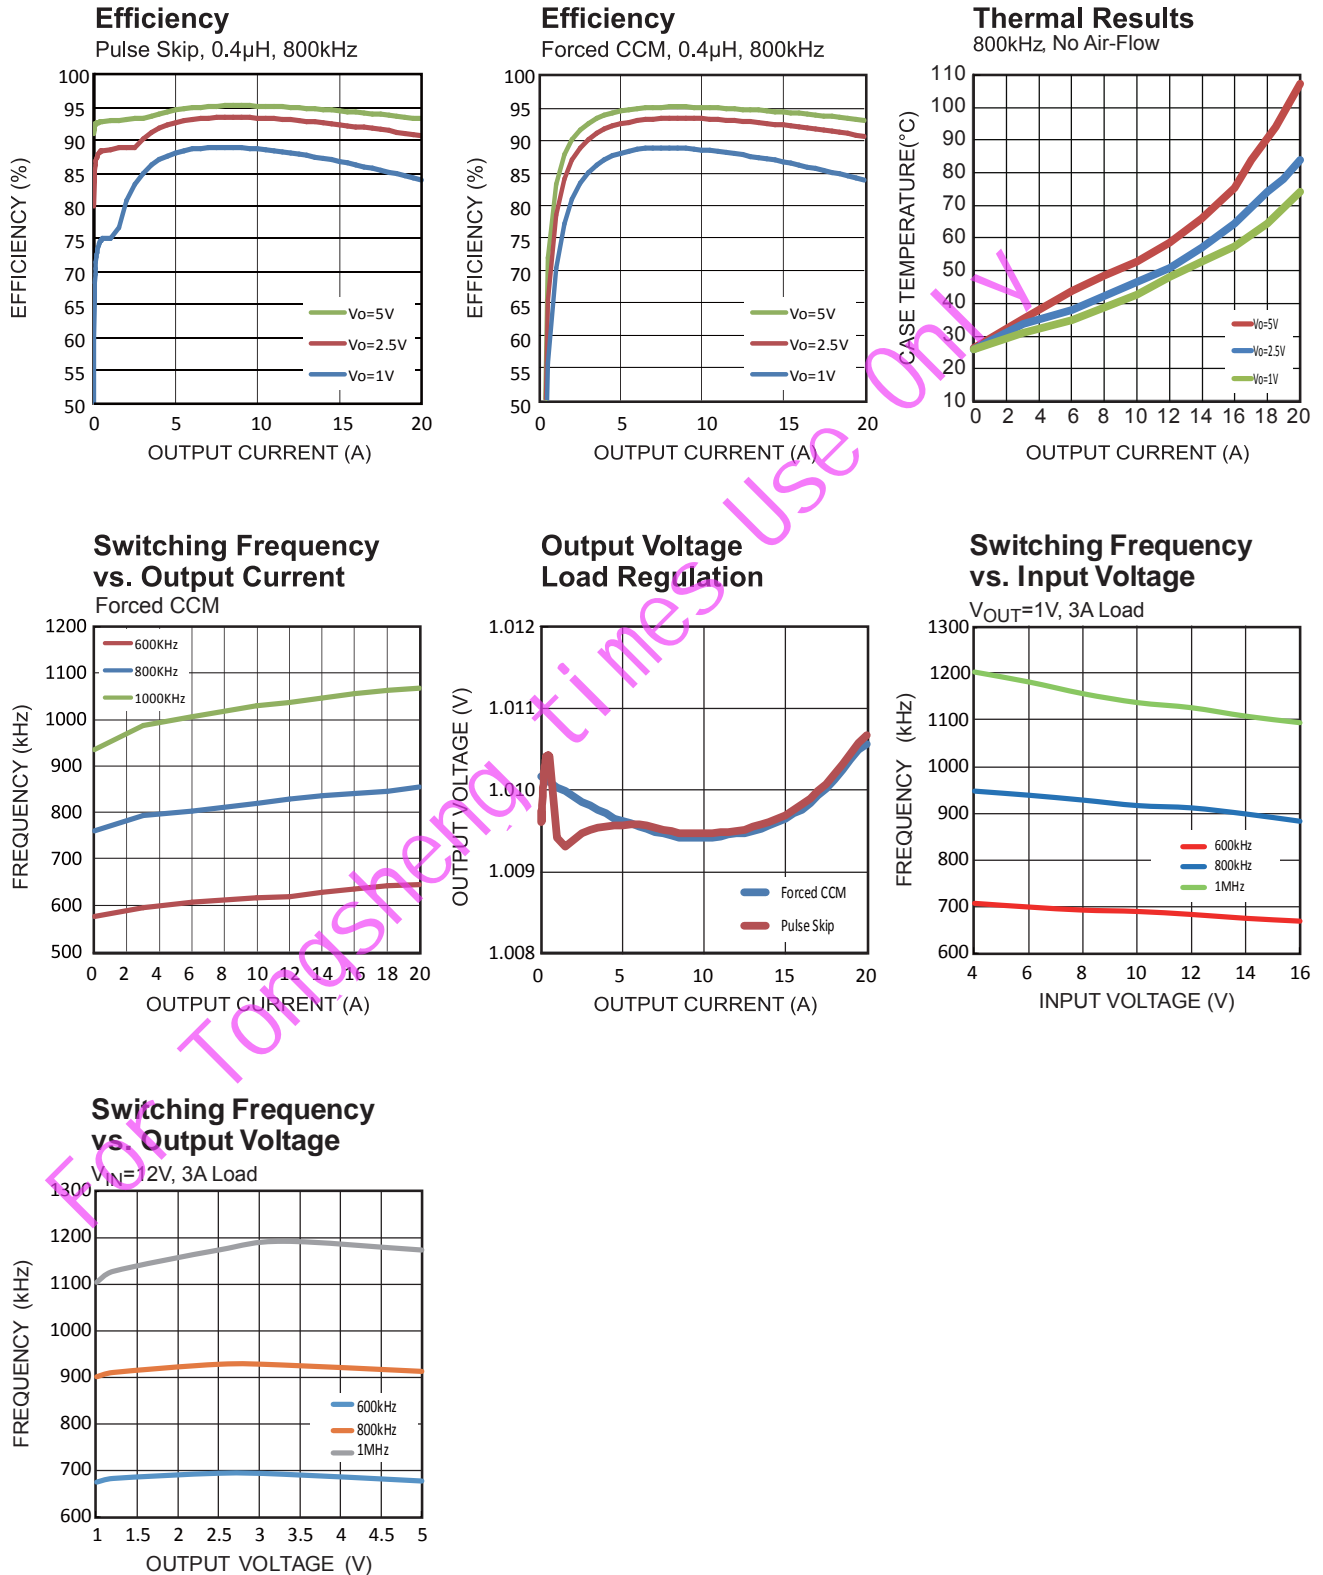 Efficiency
Pulse Skip, 0.4µH, 800kHz
EFFICIENCY (%)
100
95
90
85
80
75
70
65
60
55
50
Vo=5V
Vo=2.5V
Vo=1V
0 5 10 15 20
OUTPUT CURRENT (A)
Efficiency
Forced CCM, 0.4µH, 800kHz
EFFICIENCY (%)
100
95
90
85
80
75
70
65
60
55
50
Vo=5V
Vo=2.5V
Vo=1V
0 5 10 15 20
OUTPUT CURRENT (A)
Thermal Results
800kHz, No Air-Flow
CASE TEMPERATURE(°C)
110
100
90
80
70
60
50
40
30
20
10
Vo=5V
Vo=2.5V
Vo=1V
0 2 4 6 8 10 12 14 16 18 20
OUTPUT CURRENT (A)
Switching Frequency
vs. Output Current
Forced CCM
FREQUENCY (kHz)
1200
1100
1000
900
800
700
600
500
600KHz
800KHz
1000KHz
0 2 4 6 8 10 12 14 16 18 20
OUTPUT CURRENT (A)
Output Voltage
Load Regulation
OUTPUT VOLTAGE (V)
1.012
1.011
1.010
1.009
1.008
Forced CCM
Pulse Skip
0 5 10 15 20
OUTPUT CURRENT (A)
Switching Frequency
vs. Input Voltage
VOUT=1V, 3A Load
FREQUENCY (kHz)
1300
1200
1100
1000
900
800
700
600
600kHz
800kHz
1MHz
4 6 8 10 12 14 16
INPUT VOLTAGE (V)
Switching Frequency
vs. Output Voltage
VIN=12V, 3A Load
FREQUENCY (kHz)
1300
1200
1100
1000
900
800
700
600
600kHz
800kHz
1MHz
1 1.5 2 2.5 3 3.5 4 4.5 5
OUTPUT VOLTAGE (V)
For Tongsheng times Use Only